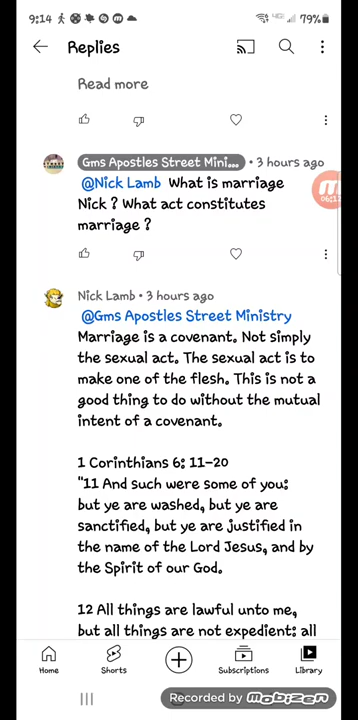 9:14 79%
Replies
Read more
Gms Apostles Street Mini... • 3 hours ago
@Nick Lamb What is marriage
Nick ? What act constitutes
marriage ?
Nick Lamb • 3 hours ago
@Gms Apostles Street Ministry
Marriage is a covenant. Not simply
the sexual act. The sexual act is to
make one of the flesh. This is not a
good thing to do without the mutual
intent of a covenant.
1 Corinthians 6: 11-20
"11 And such were some of you:
but ye are washed, but ye are
sanctified, but ye are justified in
the name of the Lord Jesus, and by
the Spirit of our God.
12 All things are lawful unto me,
but all things are not expedient: all
Home Shorts Subscriptions Library
Recorded by mobizen